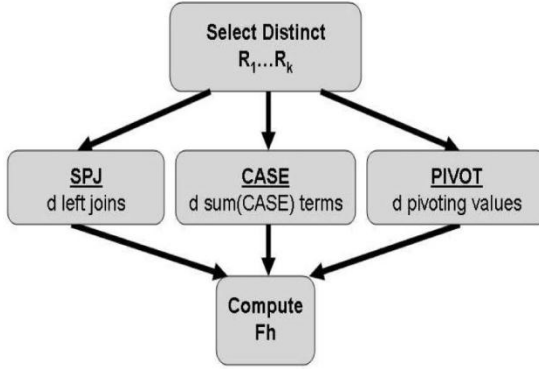 Select Distinct
R₁...Rₖ
SPJ
d left joins
CASE
d sum(CASE) terms
PIVOT
d pivoting values
Compute
Fh